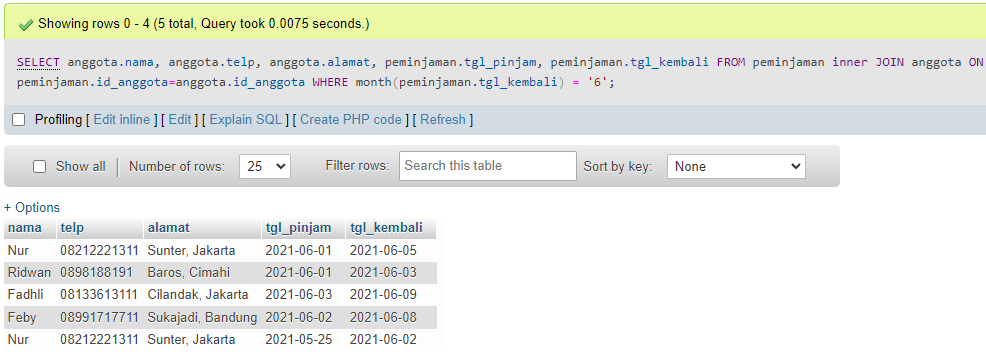 Showing rows 0 - 4 (5 total, Query took 0.0075 seconds.)
SELECT anggota.nama, anggota.telp, anggota.alamat, peminjaman.tgl_pinjam, peminjaman.tgl_kembali FROM peminjaman inner JOIN anggota ON
peminjaman.id_anggota=anggota.id_anggota WHERE month(peminjaman.tgl_kembali) = '6';
Profiling [ Edit inline ] [ Edit ] [ Explain SQL ] [ Create PHP code ] [ Refresh ]
Show all Number of rows: 25 Filter rows: Search this table Sort by key: None
+ Options
nama telp alamat tgl_pinjam tgl_kembali
Nur 08212221311 Sunter, Jakarta 2021-06-01 2021-06-05
Ridwan 0898188191 Baros, Cimahi 2021-06-01 2021-06-03
Fadhli 08133613111 Cilandak, Jakarta 2021-06-03 2021-06-09
Feby 08991717711 Sukajadi, Bandung 2021-06-02 2021-06-08
Nur 08212221311 Sunter, Jakarta 2021-05-25 2021-06-02